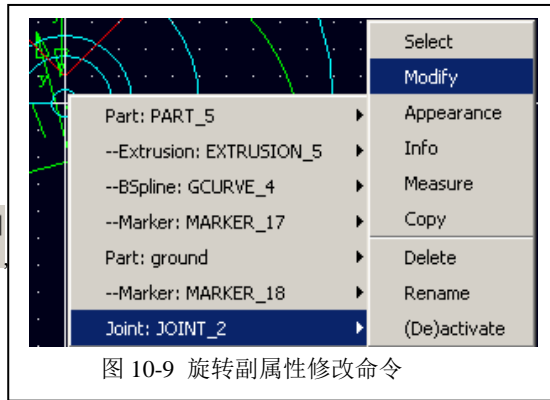 Select
Modify
Appearance
Info
Measure
Copy
Delete
Rename
(De)activate
Part: PART_5
--Extrusion: EXTRUSION_5
--BSpline: GCURVE_4
--Marker: MARKER_17
Part: ground
--Marker: MARKER_18
Joint: JOINT_2
图 10-9 旋转副属性修改命令